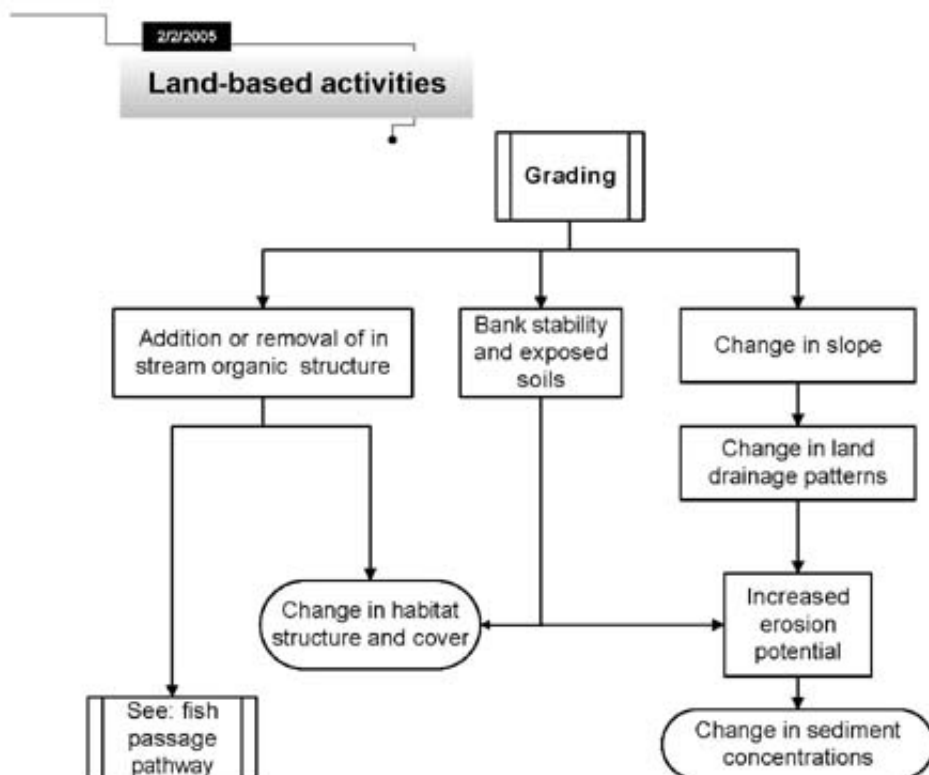 2/2/2005
Land-based activities
Grading
Addition or removal of in
stream organic structure
Bank stability
and exposed
soils
Change in slope
Change in land
drainage patterns
Change in habitat
structure and cover
Increased
erosion
potential
See: fish
passage
pathway
Change in sediment
concentrations